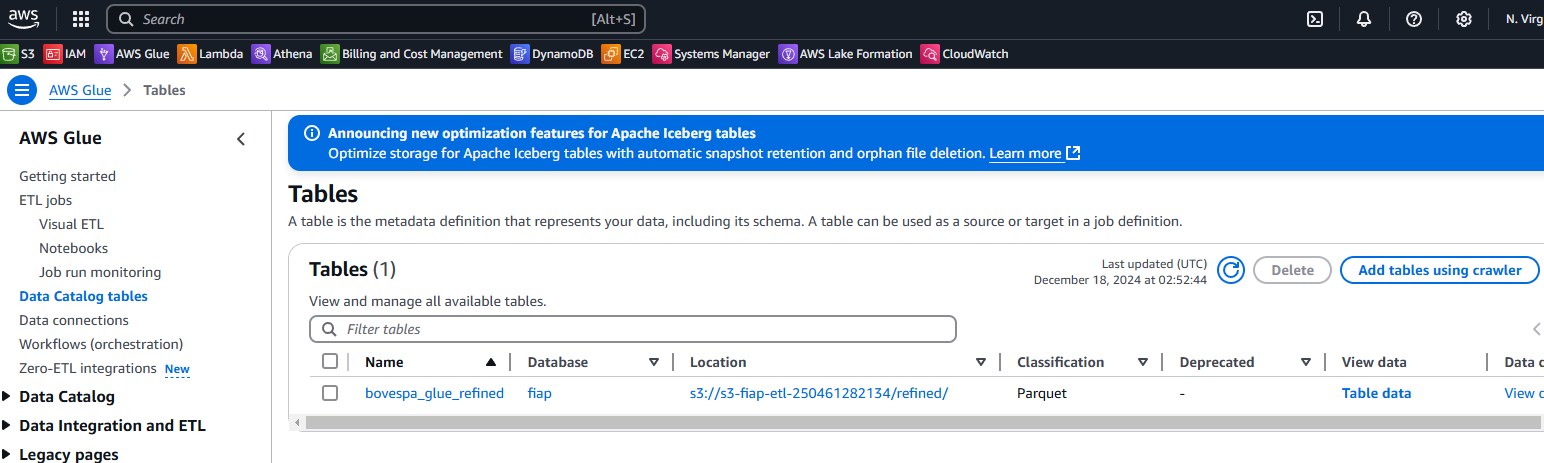 aws Search [Alt+S] N. Virg
S3 IAM AWS Glue Lambda Athena Billing and Cost Management DynamoDB EC2 Systems Manager AWS Lake Formation CloudWatch
AWS Glue > Tables
AWS Glue
Getting started
ETL jobs
Visual ETL
Notebooks
Job run monitoring
Data Catalog tables
Data connections
Workflows (orchestration)
Zero-ETL integrations New
Data Catalog
Data Integration and ETL
Legacy pages
Announcing new optimization features for Apache Iceberg tables
Optimize storage for Apache Iceberg tables with automatic snapshot retention and orphan file deletion. Learn more
Tables
A table is the metadata definition that represents your data, including its schema. A table can be used as a source or target in a job definition.
Tables (1)
Last updated (UTC)
December 18, 2024 at 02:52:44
Delete
Add tables using crawler
View and manage all available tables.
Filter tables
Name Database Location Classification Deprecated View data Data c
bovespa_glue_refined fiap s3://s3-fiap-etl-250461282134/refined/ Parquet - Table data View